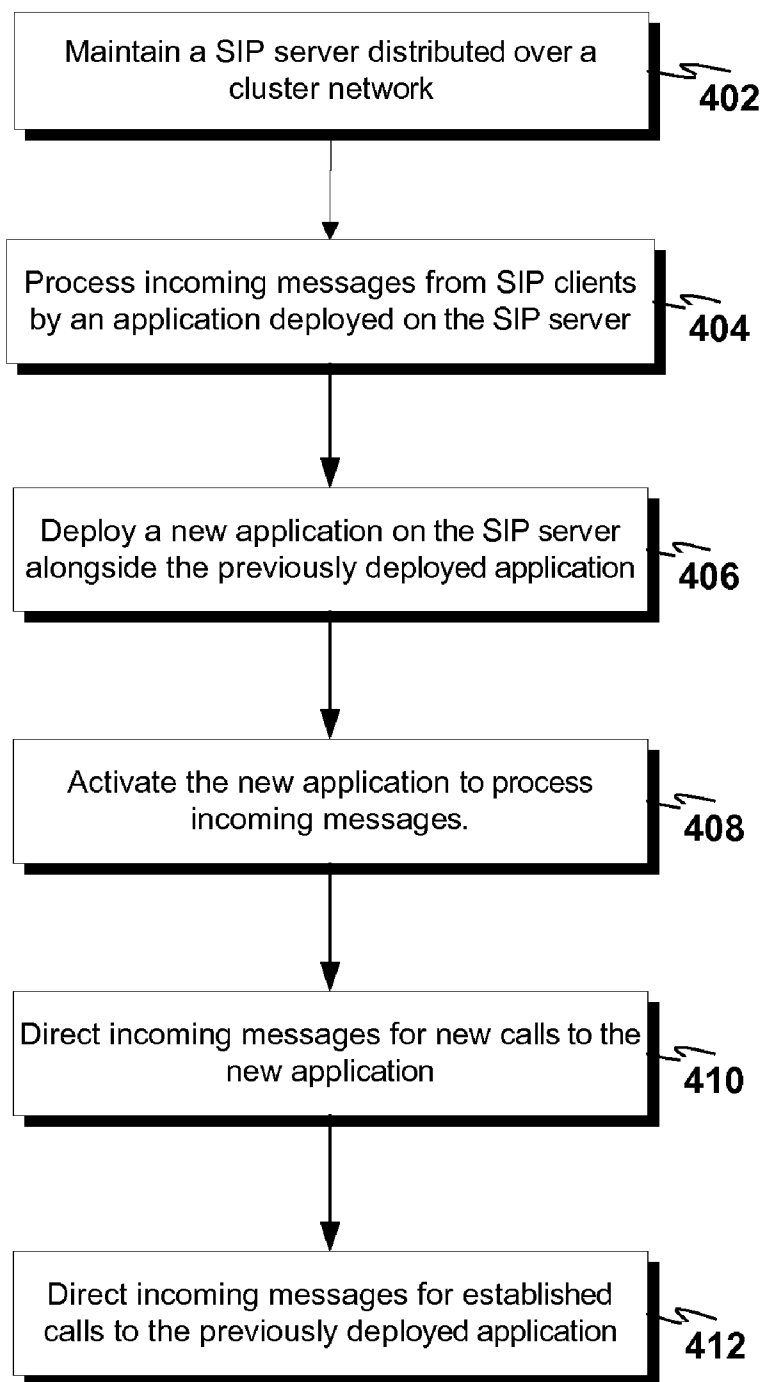 Maintain a SIP server distributed over a
cluster network
402
Process incoming messages from SIP clients
by an application deployed on the SIP server
404
Deploy a new application on the SIP server
alongside the previously deployed application
406
Activate the new application to process
incoming messages.
408
Direct incoming messages for new calls to the
new application
410
Direct incoming messages for established
calls to the previously deployed application
412